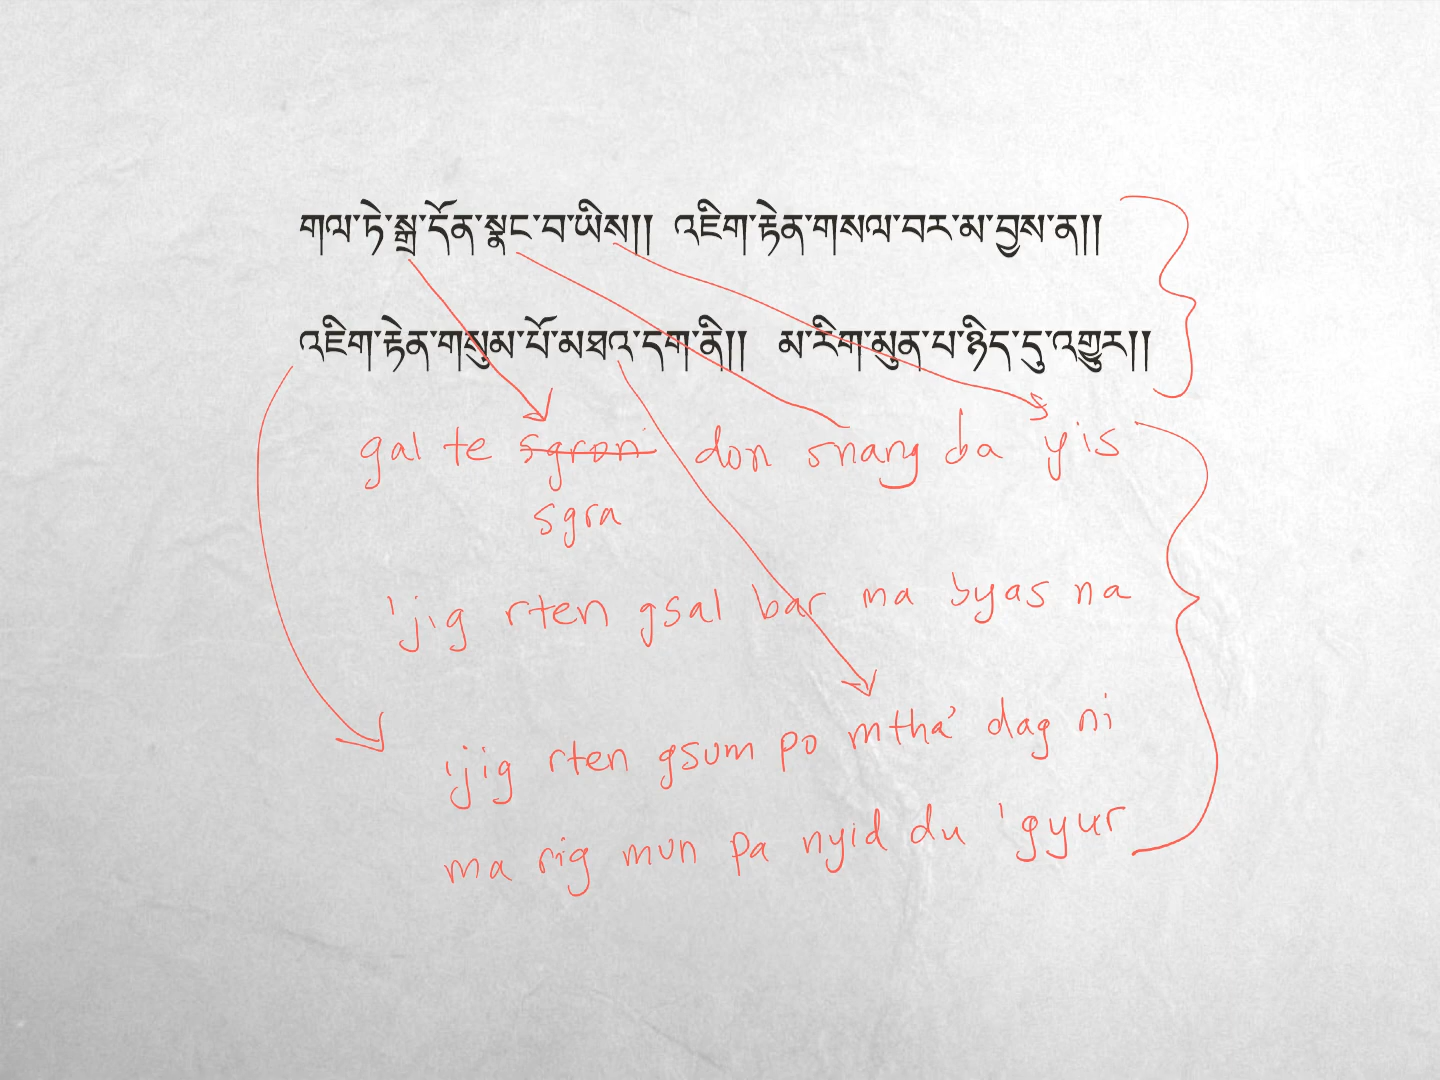 གལ་ཏེ་སྒྲ་དོན་སྣང་བ་ཡིས།། འཇིག་རྟེན་གསལ་བར་མ་བྱས་ན།།
འཇིག་རྟེན་གསུམ་པོ་མཐའ་དག་ནི།། མ་རིག་མུན་པ་ཉིད་དུ་འགྱུར།།
gal te sgron don snang ba yis
sgra
'jig rten gsal bar ma byas na
'jig rten gsum po mtha' dag ni
ma rig mun pa nyid du 'gyur